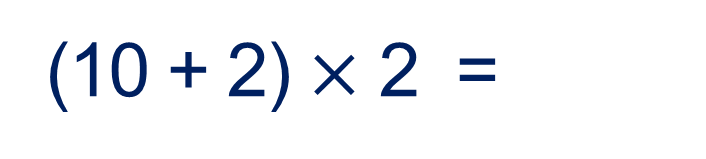 (10 + 2) × 2 =